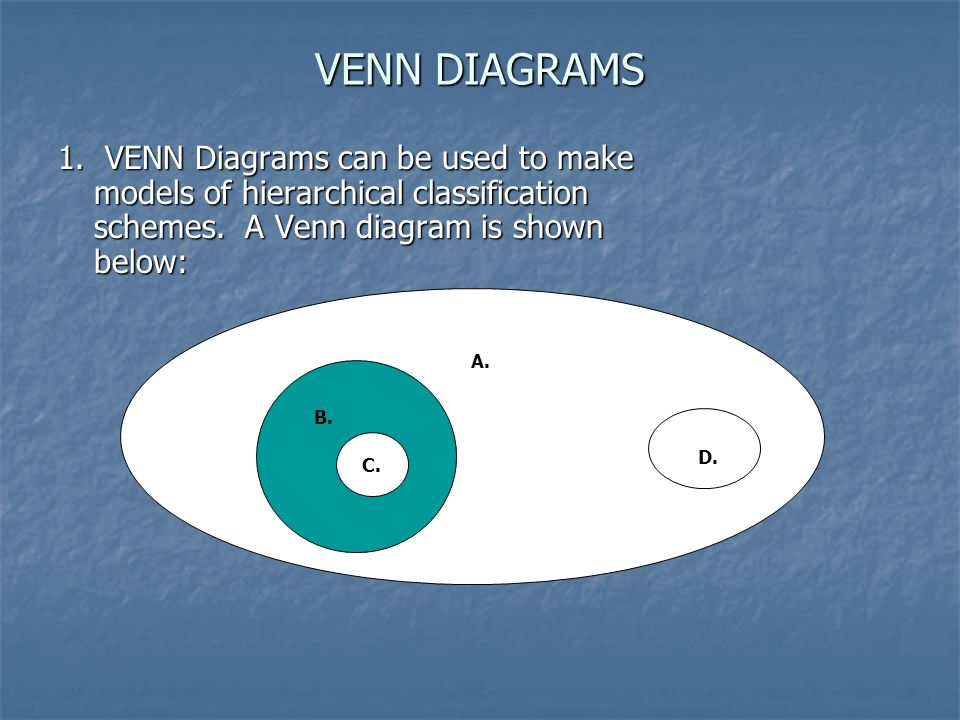 VENN DIAGRAMS
1. VENN Diagrams can be used to make
models of hierarchical classification
schemes. A Venn diagram is shown
below:
A.
B.
C.
D.